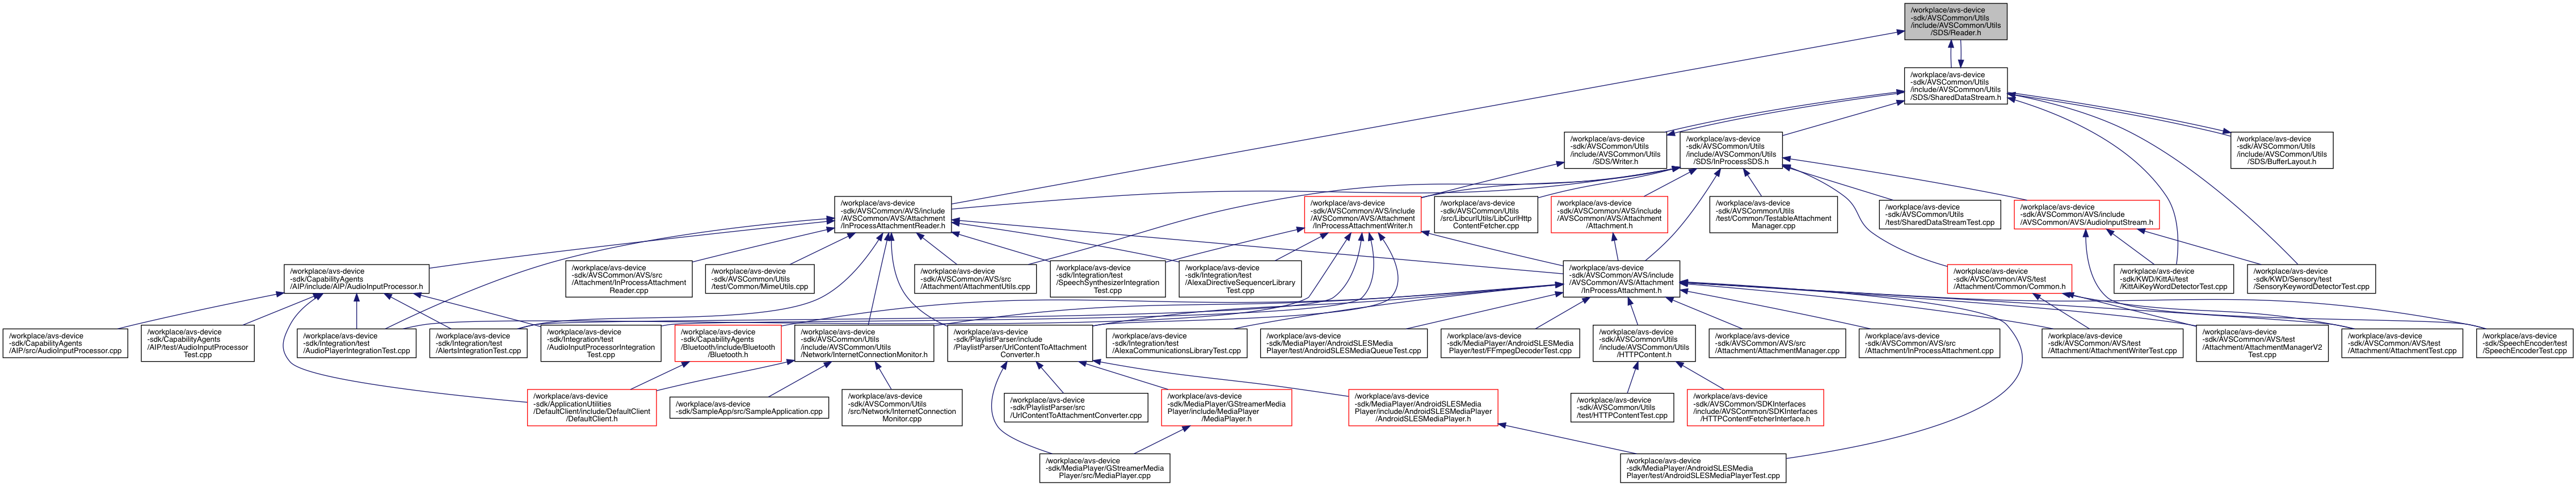 /workplace/avs-device
-sdk/AVSCommon/Utils
/include/AVSCommon/Utils
/SDS/Reader.h
/workplace/avs-device
-sdk/AVSCommon/Utils
/include/AVSCommon/Utils
/SDS/SharedDataStream.h
/workplace/avs-device
-sdk/AVSCommon/Utils
/include/AVSCommon/Utils
/SDS/Writer.h
/workplace/avs-device
-sdk/AVSCommon/Utils
/include/AVSCommon/Utils
/SDS/InProcessSDS.h
/workplace/avs-device
-sdk/AVSCommon/Utils
/include/AVSCommon/Utils
/SDS/BufferLayout.h
/workplace/avs-device
-sdk/AVSCommon/AVS/include
/AVSCommon/AVS/Attachment
/InProcessAttachmentReader.h
/workplace/avs-device
-sdk/AVSCommon/AVS/include
/AVSCommon/AVS/Attachment
/InProcessAttachmentWriter.h
/workplace/avs-device
-sdk/AVSCommon/Utils
/src/LibcurlUtils/LibCurlHttp
ContentFetcher.cpp
/workplace/avs-device
-sdk/AVSCommon/AVS/include
/AVSCommon/AVS/Attachment
/Attachment.h
/workplace/avs-device
-sdk/AVSCommon/Utils
/test/Common/TestableAttachment
Manager.cpp
/workplace/avs-device
-sdk/AVSCommon/Utils
/test/SharedDataStreamTest.cpp
/workplace/avs-device
-sdk/AVSCommon/AVS/include
/AVSCommon/AVS/AudioInputStream.h
/workplace/avs-device
-sdk/CapabilityAgents
/AIP/include/AIP/AudioInputProcessor.h
/workplace/avs-device
-sdk/AVSCommon/AVS/src
/Attachment/InProcessAttachment
Reader.cpp
/workplace/avs-device
-sdk/AVSCommon/Utils
/test/Common/MimeUtils.cpp
/workplace/avs-device
-sdk/AVSCommon/AVS/src
/Attachment/AttachmentUtils.cpp
/workplace/avs-device
-sdk/Integration/test
/SpeechSynthesizerIntegration
Test.cpp
/workplace/avs-device
-sdk/Integration/test
/AlexaDirectiveSequencerLibrary
Test.cpp
/workplace/avs-device
-sdk/AVSCommon/AVS/include
/AVSCommon/AVS/Attachment
/InProcessAttachment.h
/workplace/avs-device
-sdk/AVSCommon/AVS/test
/Attachment/Common/Common.h
/workplace/avs-device
-sdk/KWD/KittAi/test
/KittAiKeyWordDetectorTest.cpp
/workplace/avs-device
-sdk/KWD/Sensory/test
/SensoryKeywordDetectorTest.cpp
/workplace/avs-device
-sdk/CapabilityAgents
/AIP/src/AudioInputProcessor.cpp
/workplace/avs-device
-sdk/CapabilityAgents
/AIP/test/AudioInputProcessor
Test.cpp
/workplace/avs-device
-sdk/Integration/test
/AudioPlayerIntegrationTest.cpp
/workplace/avs-device
-sdk/Integration/test
/AlertsIntegrationTest.cpp
/workplace/avs-device
-sdk/Integration/test
/AudioInputProcessorIntegration
Test.cpp
/workplace/avs-device
-sdk/CapabilityAgents
/Bluetooth/include/Bluetooth
/Bluetooth.h
/workplace/avs-device
-sdk/AVSCommon/Utils
/include/AVSCommon/Utils
/Network/InternetConnectionMonitor.h
/workplace/avs-device
-sdk/PlaylistParser/include
/PlaylistParser/UrlContentToAttachment
Converter.h
/workplace/avs-device
-sdk/Integration/test
/AlexaCommunicationsLibraryTest.cpp
/workplace/avs-device
-sdk/MediaPlayer/AndroidSLESMedia
Player/test/AndroidSLESMediaQueueTest.cpp
/workplace/avs-device
-sdk/MediaPlayer/AndroidSLESMedia
Player/test/FFmpegDecoderTest.cpp
/workplace/avs-device
-sdk/AVSCommon/Utils
/include/AVSCommon/Utils
/HTTPContent.h
/workplace/avs-device
-sdk/AVSCommon/AVS/src
/Attachment/AttachmentManager.cpp
/workplace/avs-device
-sdk/AVSCommon/AVS/src
/Attachment/InProcessAttachment.cpp
/workplace/avs-device
-sdk/AVSCommon/AVS/test
/Attachment/AttachmentWriterTest.cpp
/workplace/avs-device
-sdk/AVSCommon/AVS/test
/Attachment/AttachmentManagerV2
Test.cpp
/workplace/avs-device
-sdk/AVSCommon/AVS/test
/Attachment/AttachmentTest.cpp
/workplace/avs-device
-sdk/SpeechEncoder/test
/SpeechEncoderTest.cpp
/workplace/avs-device
-sdk/ApplicationUtilities
/DefaultClient/include/DefaultClient
/DefaultClient.h
/workplace/avs-device
-sdk/SampleApp/src/SampleApplication.cpp
/workplace/avs-device
-sdk/AVSCommon/Utils
/src/Network/InternetConnection
Monitor.cpp
/workplace/avs-device
-sdk/PlaylistParser/src
/UrlContentToAttachmentConverter.cpp
/workplace/avs-device
-sdk/MediaPlayer/GStreamerMedia
Player/include/MediaPlayer
/MediaPlayer.h
/workplace/avs-device
-sdk/MediaPlayer/AndroidSLESMedia
Player/include/AndroidSLESMediaPlayer
/AndroidSLESMediaPlayer.h
/workplace/avs-device
-sdk/AVSCommon/Utils
/test/HTTPContentTest.cpp
/workplace/avs-device
-sdk/AVSCommon/SDKInterfaces
/include/AVSCommon/SDKInterfaces
/HTTPContentFetcherInterface.h
/workplace/avs-device
-sdk/MediaPlayer/GStreamerMedia
Player/src/MediaPlayer.cpp
/workplace/avs-device
-sdk/MediaPlayer/AndroidSLESMedia
Player/test/AndroidSLESMediaPlayerTest.cpp